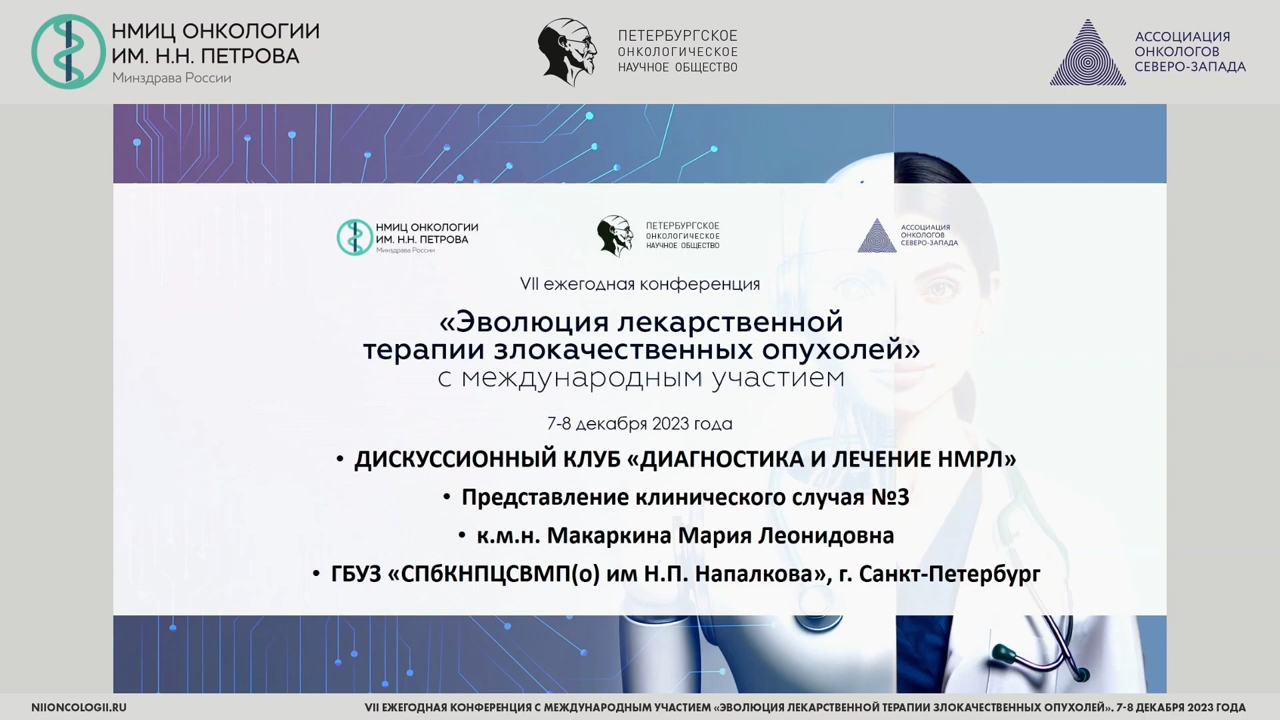 НМИЦ ОНКОЛОГИИ
ИМ. Н.Н. ПЕТРОВА
Минздрава России
ПЕТЕРБУРГСКОЕ
ОНКОЛОГИЧЕСКОЕ
НАУЧНОЕ ОБЩЕСТВО
АССОЦИАЦИЯ
ОНКОЛОГОВ
СЕВЕРО-ЗАПАДА
НМИЦ ОНКОЛОГИИ
ИМ. Н.Н. ПЕТРОВА
Минздрава России
ПЕТЕРБУРГСКОЕ
ОНКОЛОГИЧЕСКОЕ
НАУЧНОЕ ОБЩЕСТВО
АССОЦИАЦИЯ
ОНКОЛОГОВ
СЕВЕРО-ЗАПАДА
VII ежегодная конференция
«Эволюция лекарственной
терапии злокачественных опухолей»
с международным участием
7-8 декабря 2023 года
• ДИСКУССИОННЫЙ КЛУБ «ДИАГНОСТИКА И ЛЕЧЕНИЕ НМРЛ»
• Представление клинического случая №3
• к.м.н. Макаркина Мария Леонидовна
• ГБУЗ «СПбКНПЦСВМП(о) им Н.П. Напалкова», г. Санкт-Петербург
NIIONCOLOGII.RU
VII ЕЖЕГОДНАЯ КОНФЕРЕНЦИЯ С МЕЖДУНАРОДНЫМ УЧАСТИЕМ «ЭВОЛЮЦИЯ ЛЕКАРСТВЕННОЙ ТЕРАПИИ ЗЛОКАЧЕСТВЕННЫХ ОПУХОЛЕЙ». 7-8 ДЕКАБРЯ 2023 ГОДА